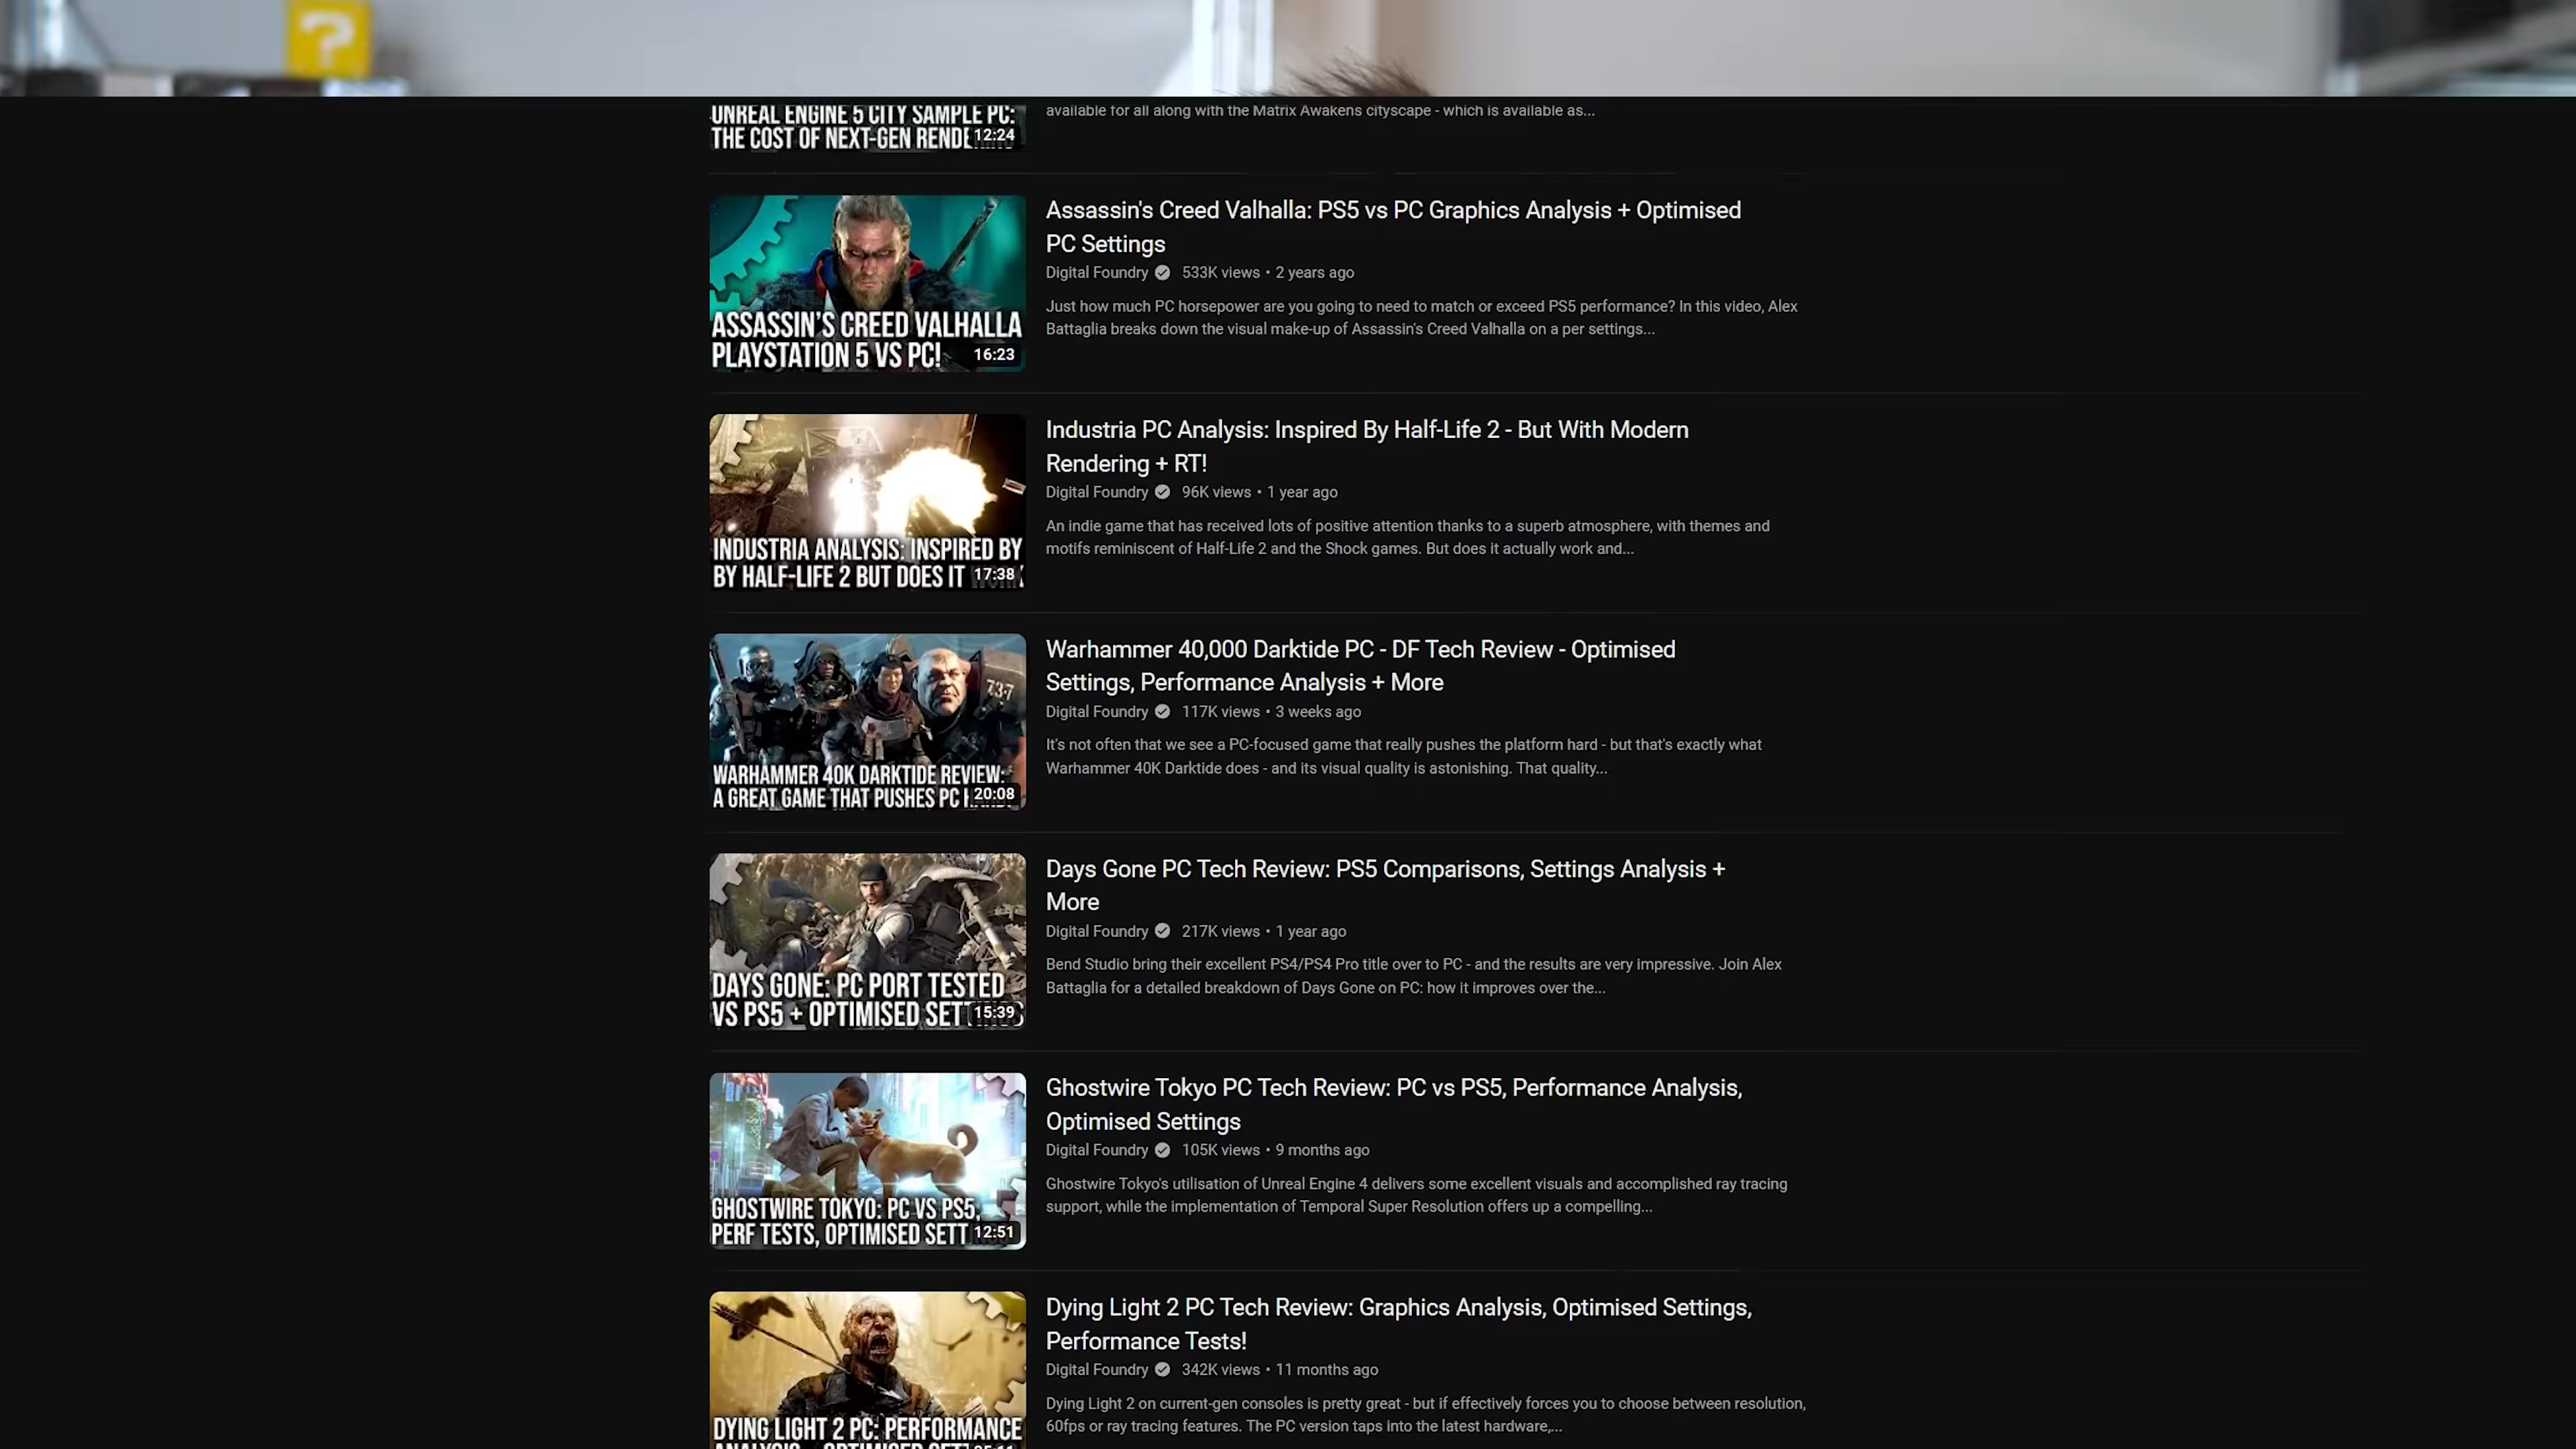 ?
UNREAL ENGINE 5 CITY SAMPLE PC:
THE COST OF NEXT-GEN
12:24
available for all along with the Matrix Awakens cityscape - which is available as...
ASSASSIN'S CREED VALHALLA
PLAYSTATION 5 VS PC!
16:23
Assassin's Creed Valhalla: PS5 vs PC Graphics Analysis + Optimised
PC Settings
Digital Foundry 533K views • 2 years ago
Just how much PC horsepower are you going to need to match or exceed PS5 performance? In this video, Alex
Battaglia breaks down the visual make-up of Assassin's Creed Valhalla on a per settings...
INDUSTRIA ANALYSIS: INSPIRED BY
BY HALF-LIFE 2 BUT DOES IT
17:38
Industria PC Analysis: Inspired By Half-Life 2 - But With Modern
Rendering + RT!
Digital Foundry 96K views • 1 year ago
An indie game that has received lots of positive attention thanks to a superb atmosphere, with themes and
motifs reminiscent of Half-Life 2 and the Shock games. But does it actually work and...
737
WARHAMMER 40K DARKTIDE REVIEW:
A GREAT GAME THAT PUSHES PC
20:08
Warhammer 40,000 Darktide PC - DF Tech Review - Optimised
Settings, Performance Analysis + More
Digital Foundry 117K views • 3 weeks ago
It's not often that we see a PC-focused game that really pushes the platform hard - but that's exactly what
Warhammer 40K Darktide does - and its visual quality is astonishing. That quality...
DAYS GONE: PC PORT TESTED
VS PS5 + OPTIMISED
15:39
Days Gone PC Tech Review: PS5 Comparisons, Settings Analysis +
More
Digital Foundry 217K views • 1 year ago
Bend Studio bring their excellent PS4/PS4 Pro title over to PC - and the results are very impressive. Join Alex
Battaglia for a detailed breakdown of Days Gone on PC: how it improves over the...
GHOSTWIRE TOKYO: PC VS PS5,
PERF TESTS, OPTIMISED
12:51
Ghostwire Tokyo PC Tech Review: PC vs PS5, Performance Analysis,
Optimised Settings
Digital Foundry 105K views • 9 months ago
Ghostwire Tokyo's utilisation of Unreal Engine 4 delivers some excellent visuals and accomplished ray tracing
support, while the implementation of Temporal Super Resolution offers up a compelling...
DYING LIGHT 2 PC: PERFORMANCE
Dying Light 2 PC Tech Review: Graphics Analysis, Optimised Settings,
Performance Tests!
Digital Foundry 342K views • 11 months ago
Dying Light 2 on current-gen consoles is pretty great - but if effectively forces you to choose between resolution,
60fps or ray tracing features. The PC version taps into the latest hardware,...